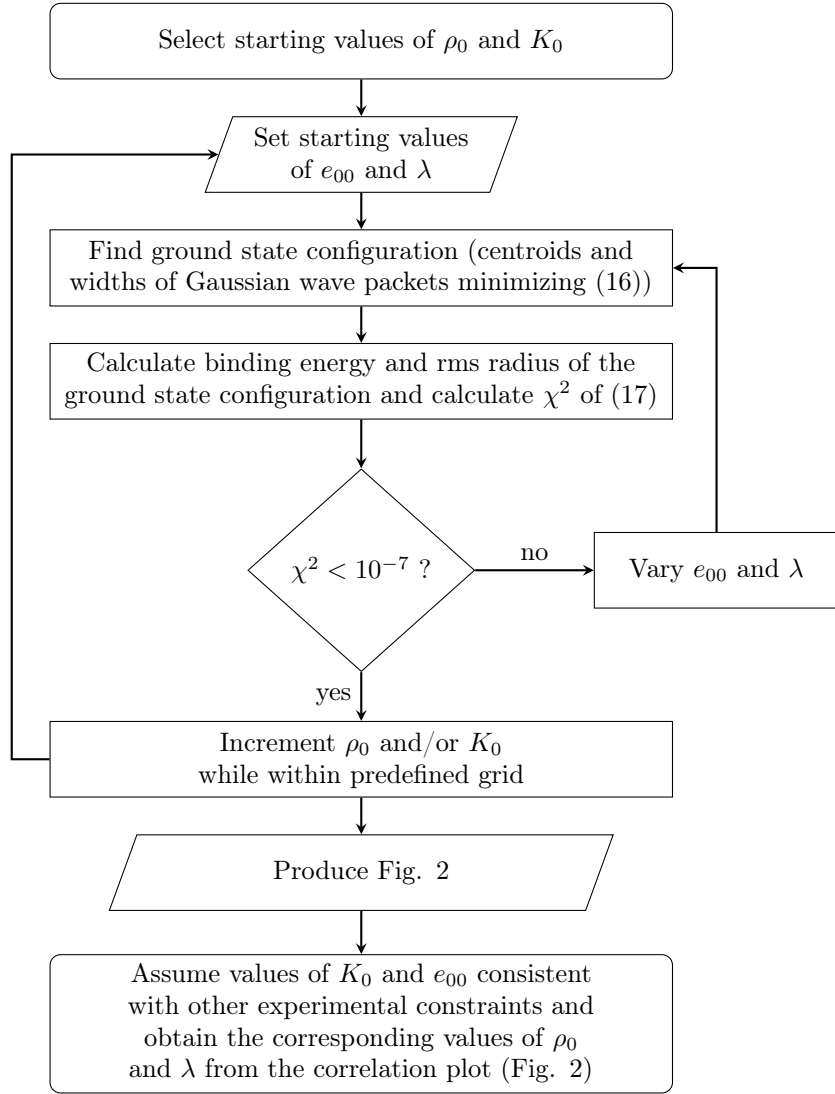 Select starting values of ρ₀ and K₀
Set starting values
of e₀₀ and λ
Find ground state configuration (centroids and
widths of Gaussian wave packets minimizing (16))
Calculate binding energy and rms radius of the
ground state configuration and calculate χ² of (17)
χ² < 10⁻⁷ ?
no
Vary e₀₀ and λ
yes
Increment ρ₀ and/or K₀
while within predefined grid
Produce Fig. 2
Assume values of K₀ and e₀₀ consistent
with other experimental constraints and
obtain the corresponding values of ρ₀
and λ from the correlation plot (Fig. 2)